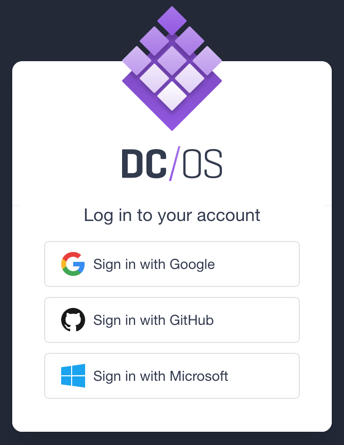 DC/OS
Log in to your account
Sign in with Google
Sign in with GitHub
Sign in with Microsoft